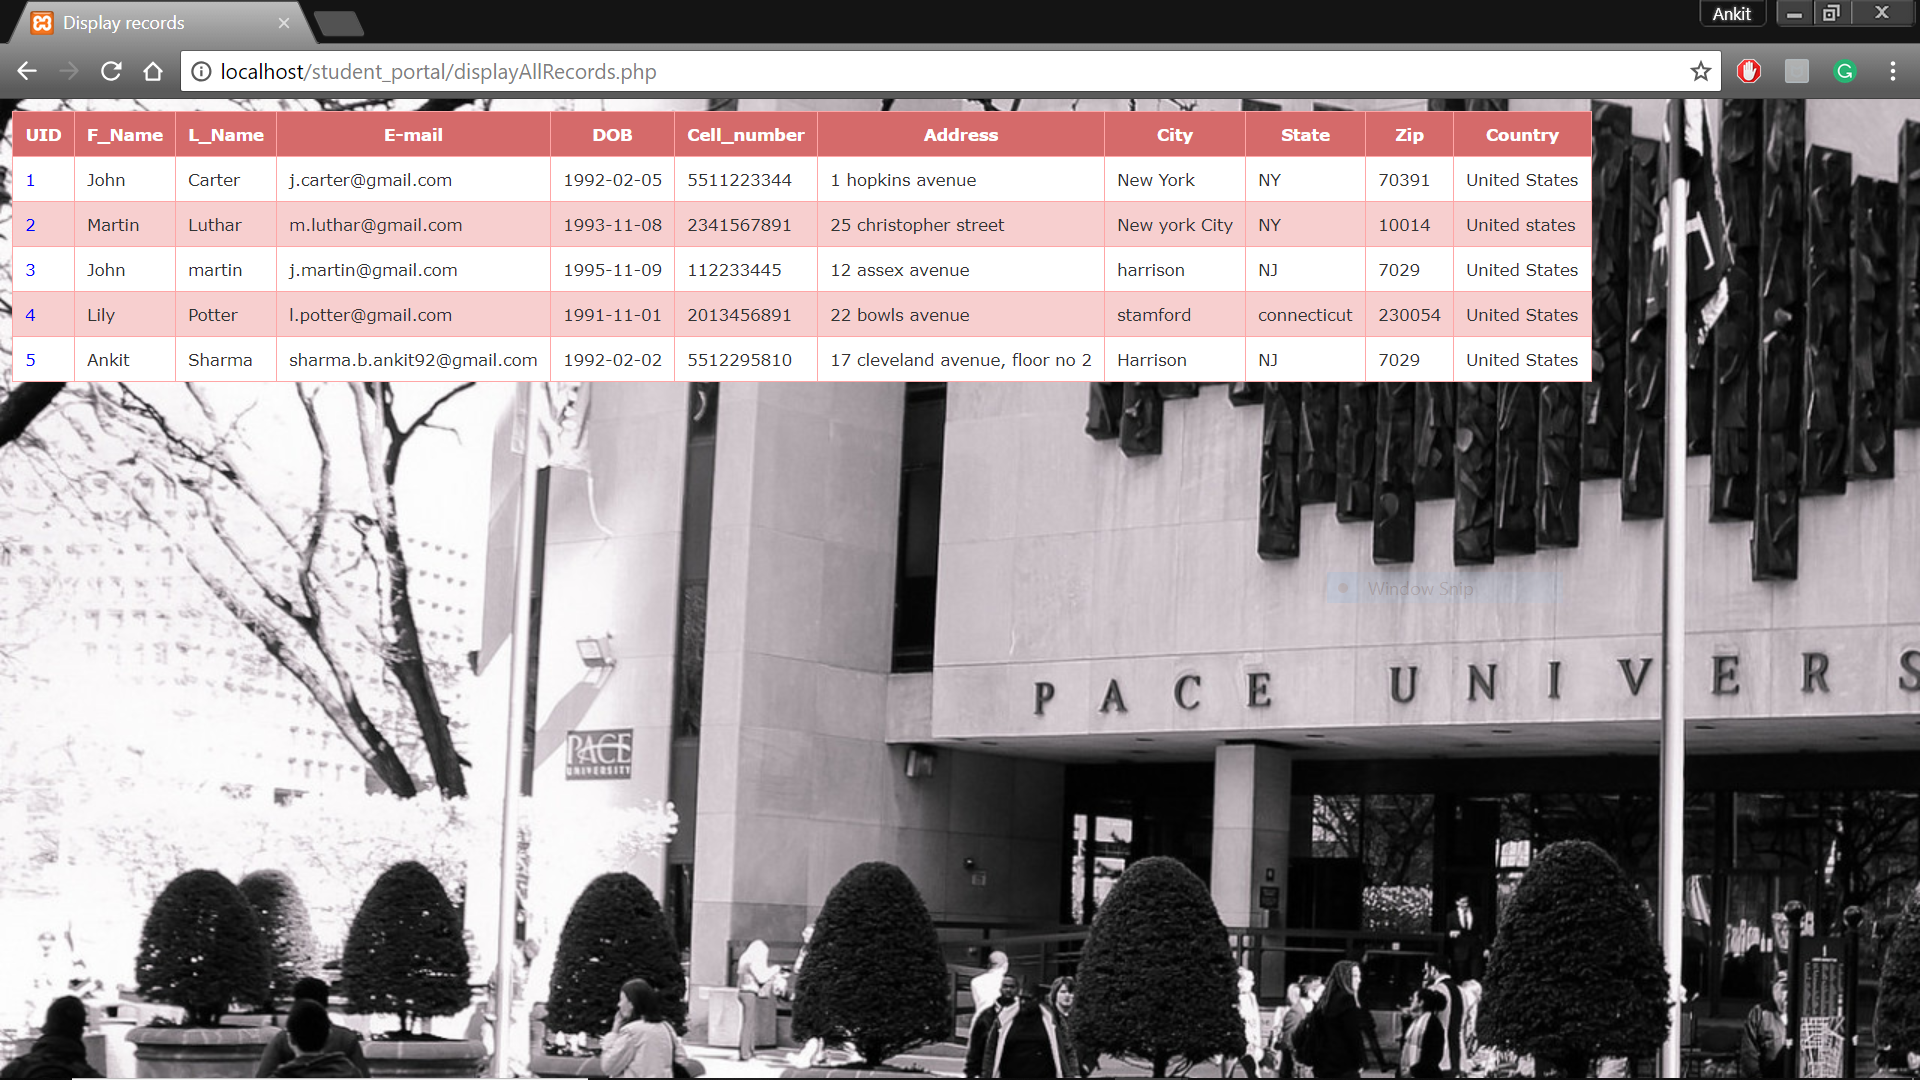 Display records
Ankit
localhost/student_portal/displayAllRecords.php
UID F_Name L_Name E-mail DOB Cell_number Address City State Zip Country
1 John Carter j.carter@gmail.com 1992-02-05 5511223344 1 hopkins avenue New York NY 70391 United States
2 Martin Luthar m.luthar@gmail.com 1993-11-08 2341567891 25 christopher street New york City NY 10014 United states
3 John martin j.martin@gmail.com 1995-11-09 112233445 12 assex avenue harrison NJ 7029 United States
4 Lily Potter l.potter@gmail.com 1991-11-01 2013456891 22 bowls avenue stamford connecticut 230054 United States
5 Ankit Sharma sharma.b.ankit92@gmail.com 1992-02-02 5512295810 17 cleveland avenue, floor no 2 Harrison NJ 7029 United States
Window Snip
PACE UNIVERS
PACE
UNIVERSITY